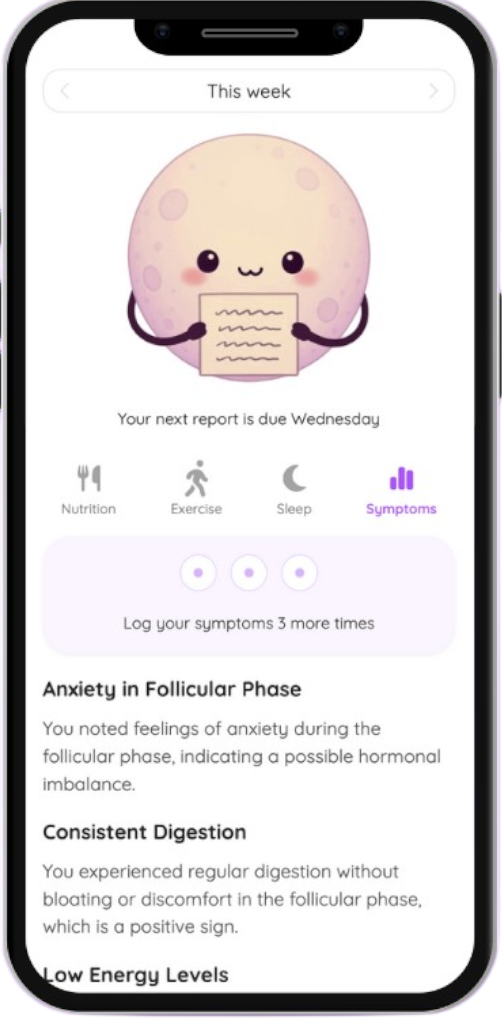 This week
Your next report is due Wednesday
Nutrition
Exercise
Sleep
Symptoms
Log your symptoms 3 more times
Anxiety in Follicular Phase
You noted feelings of anxiety during the
follicular phase, indicating a possible hormonal
imbalance.
Consistent Digestion
You experienced regular digestion without
bloating or discomfort in the follicular phase,
which is a positive sign.
Low Energy Levels